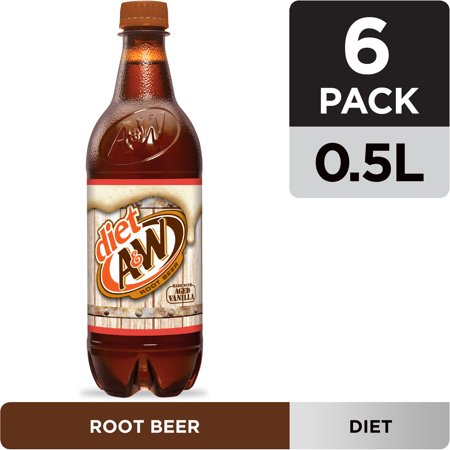 6
PACK
0.5L
A&W
diet
A&W
ROOT BEER
MADE WITH
AGED
VANILLA
ROOT BEER
DIET